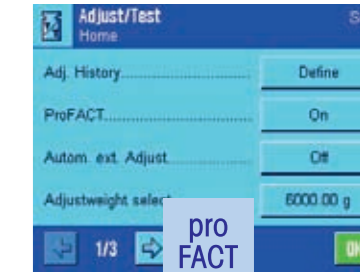 Adjust/Test
Home
Adj. History
Define
ProFACT
On
Autom. ext. Adjust
Off
Adjustweight select
6000.00 g
1/3
pro
FACT